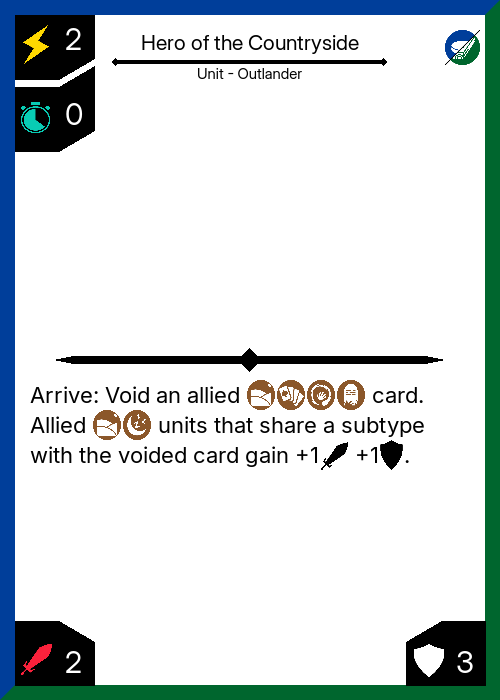 2
Hero of the Countryside
Unit - Outlander
0
Arrive: Void an allied card.
Allied units that share a subtype
with the voided card gain +1 +1.
2
3